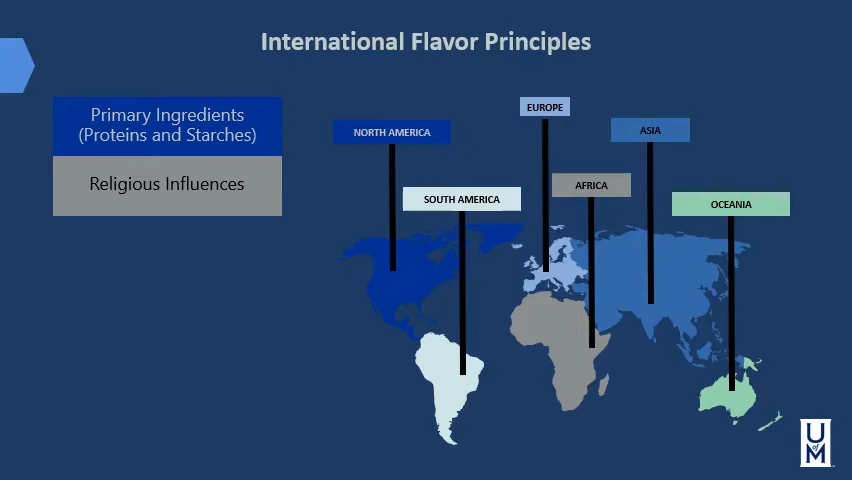 International Flavor Principles
Primary Ingredients
(Proteins and Starches)
Religious Influences
NORTH AMERICA
SOUTH AMERICA
EUROPE
AFRICA
ASIA
OCEANIA
U
of
M